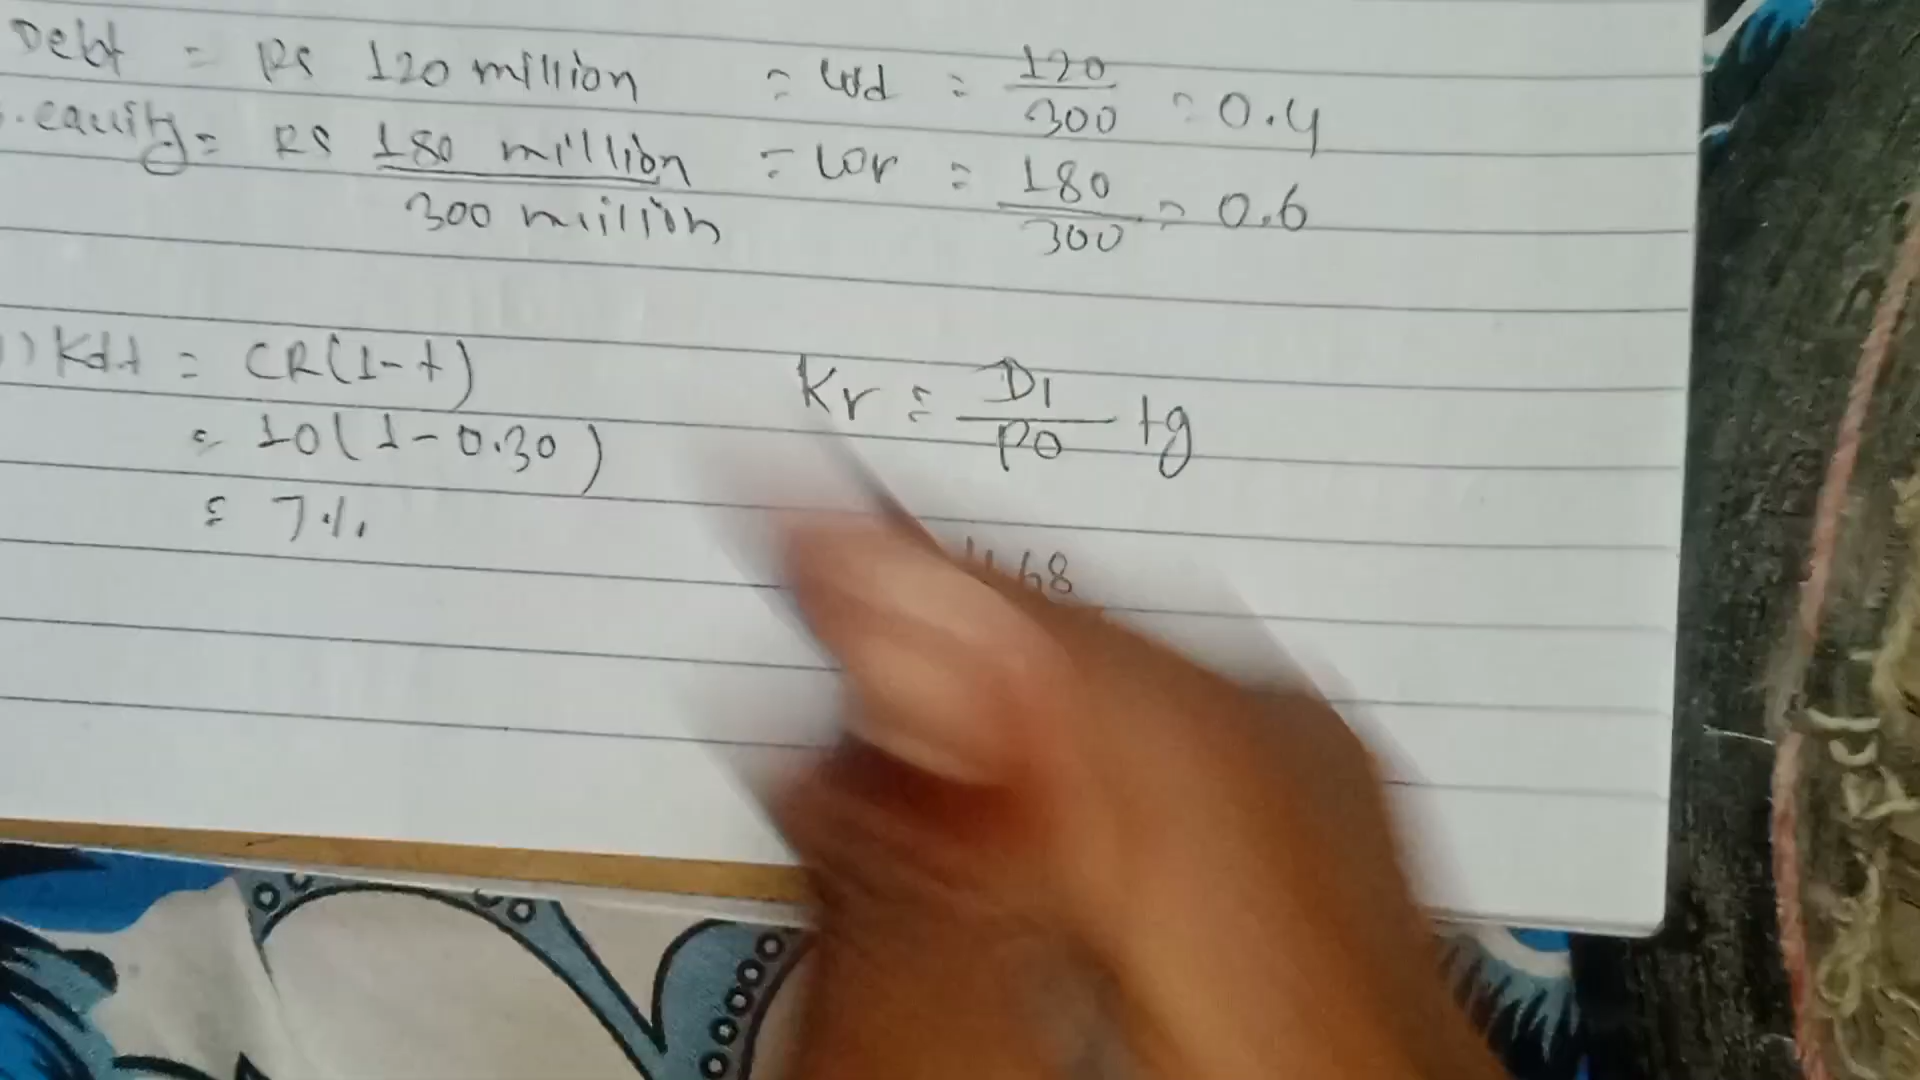 Debt = RS 120 million = Wd = 120/300 = 0.4
equity = RS 180 million = Wr = 180/300 = 0.6
300 million
) Kdt = CR(1-t)
= 10(1-0.30)
= 7%
Kr = D1/P0 +g
68